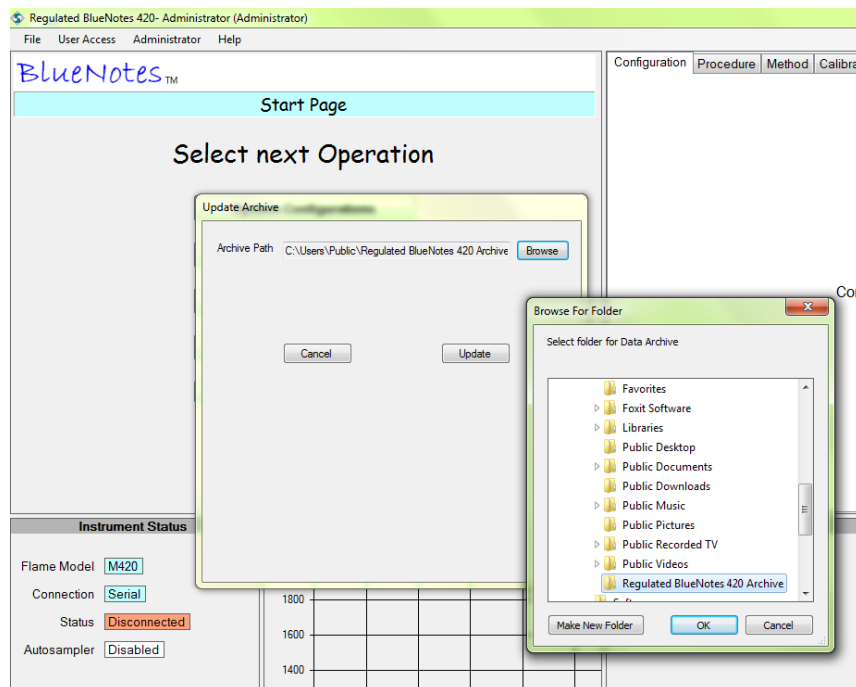 Regulated BlueNotes 420- Administrator (Administrator)
File User Access Administrator Help
BlueNotes TM
Start Page
Select next Operation
Configuration Procedure Method
Update Archive
Archive Path C:\Users\Public\Regulated BlueNotes 420 Archive Browse
Cancel Update
Browse For Folder
Select folder for Data Archive
Favorites
Foxit Software
Libraries
Public Desktop
Public Documents
Public Downloads
Public Music
Public Pictures
Public Recorded TV
Public Videos
Regulated BlueNotes 420 Archive
Make New Folder OK Cancel
Instrument Status
Flame Model M420
Connection Serial
Status Disconnected
Autosampler Disabled
1800
1600
1400